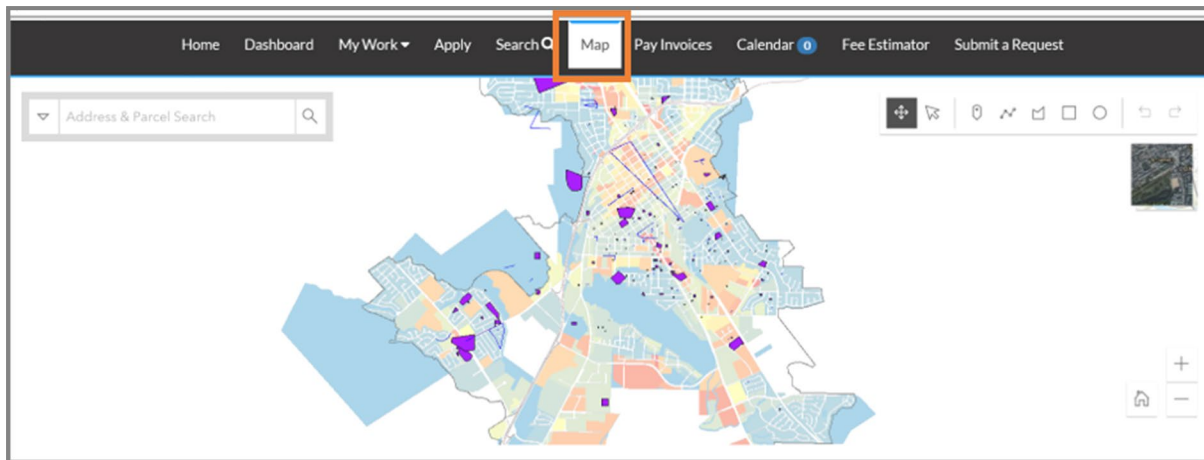 Home Dashboard My Work Apply Search Map Pay Invoices Calendar 0 Fee Estimator Submit a Request
Address & Parcel Search